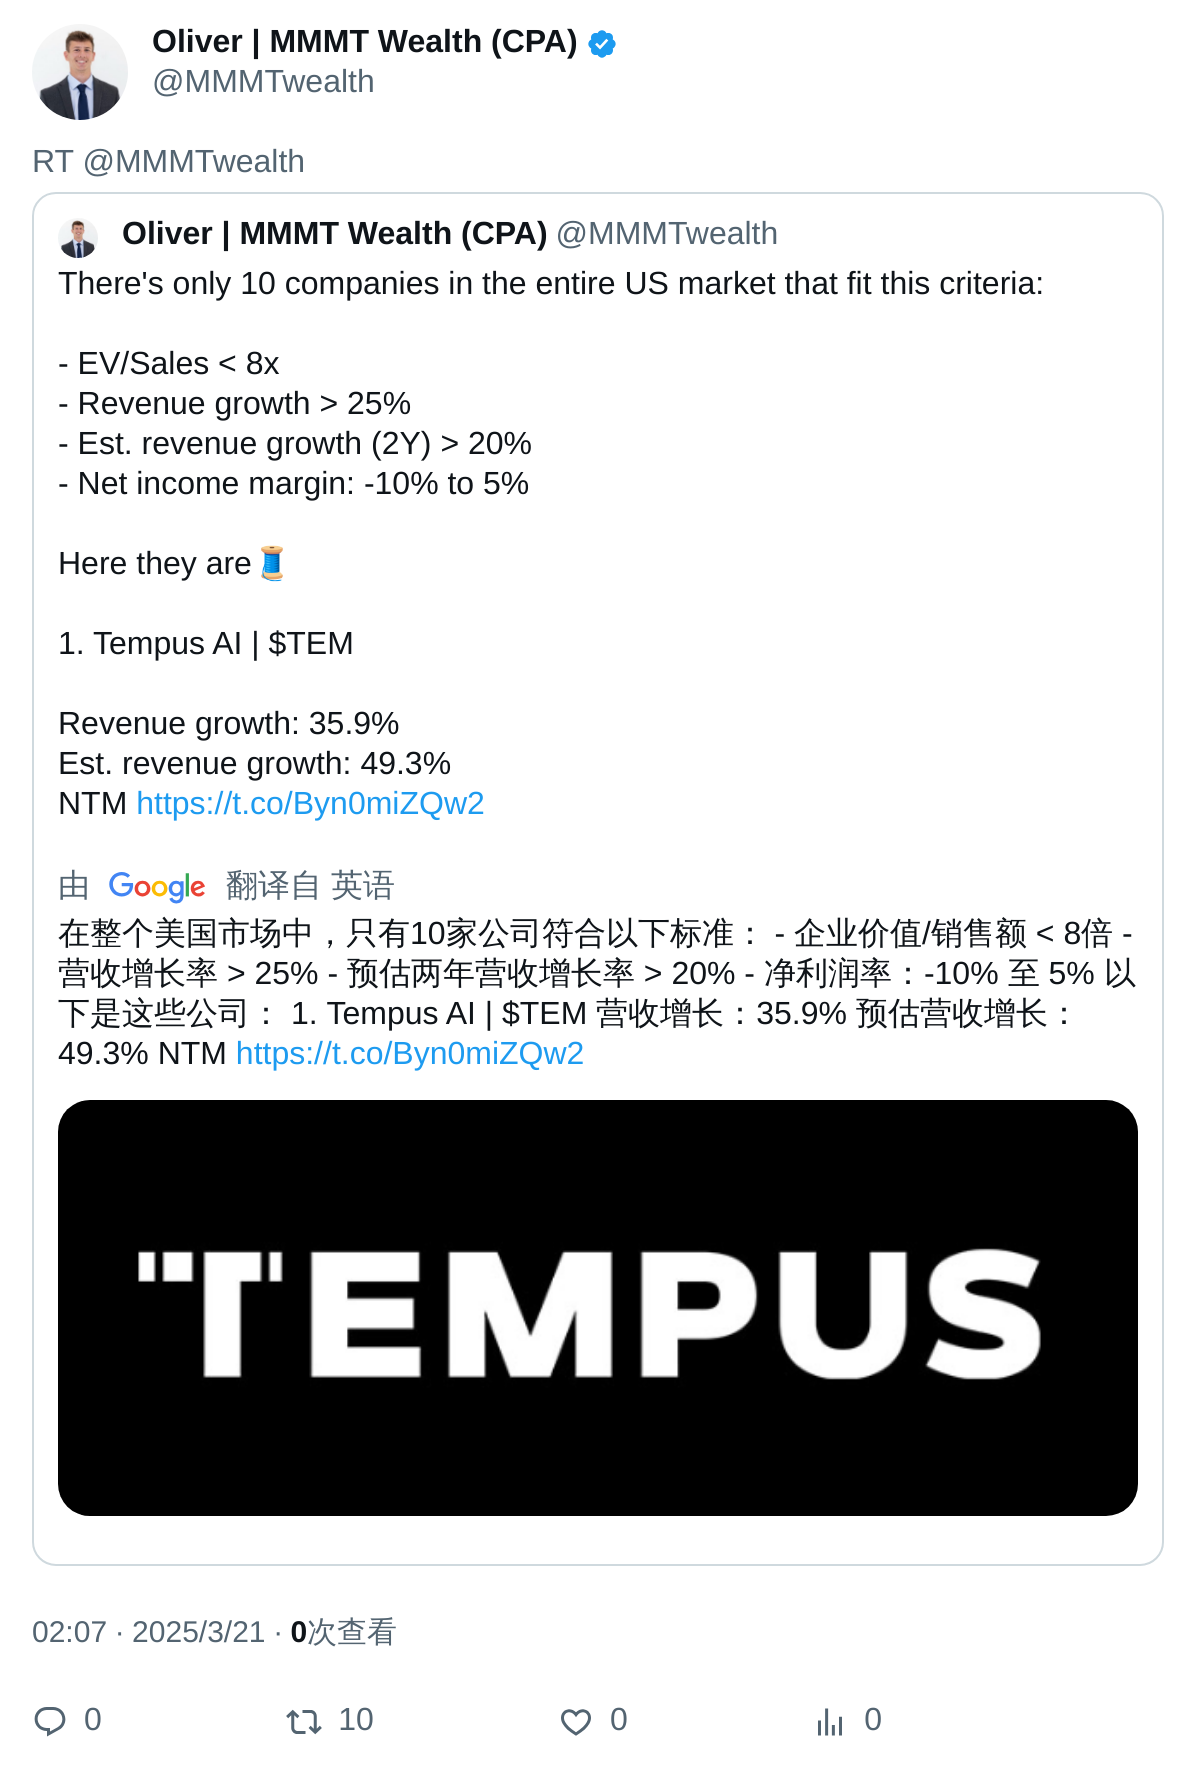 Oliver | MMMT Wealth (CPA)
@MMMTwealth
RT @MMMTwealth
Oliver | MMMT Wealth (CPA) @MMMTwealth
There's only 10 companies in the entire US market that fit this criteria:
- EV/Sales < 8x
- Revenue growth > 25%
- Est. revenue growth (2Y) > 20%
- Net income margin: -10% to 5%
Here they are🧵
1. Tempus AI | $TEM
Revenue growth: 35.9%
Est. revenue growth: 49.3%
NTM https://t.co/Byn0miZQw2
由 Google 翻译自 英语
在整个美国市场中，只有10家公司符合以下标准： - 企业价值/销售额 < 8倍 -
营收增长率 > 25% - 预估两年营收增长率 > 20% - 净利润率：-10% 至 5% 以
下是这些公司： 1. Tempus AI | $TEM 营收增长：35.9% 预估营收增长：
49.3% NTM https://t.co/Byn0miZQw2
TEMPUS
02:07 · 2025/3/21 · 0次查看
0 10 0 0